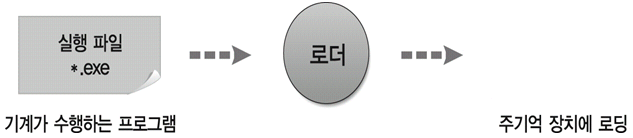 실행 파일
*.exe
로더
기계가 수행하는 프로그램
주기억 장치에 로딩